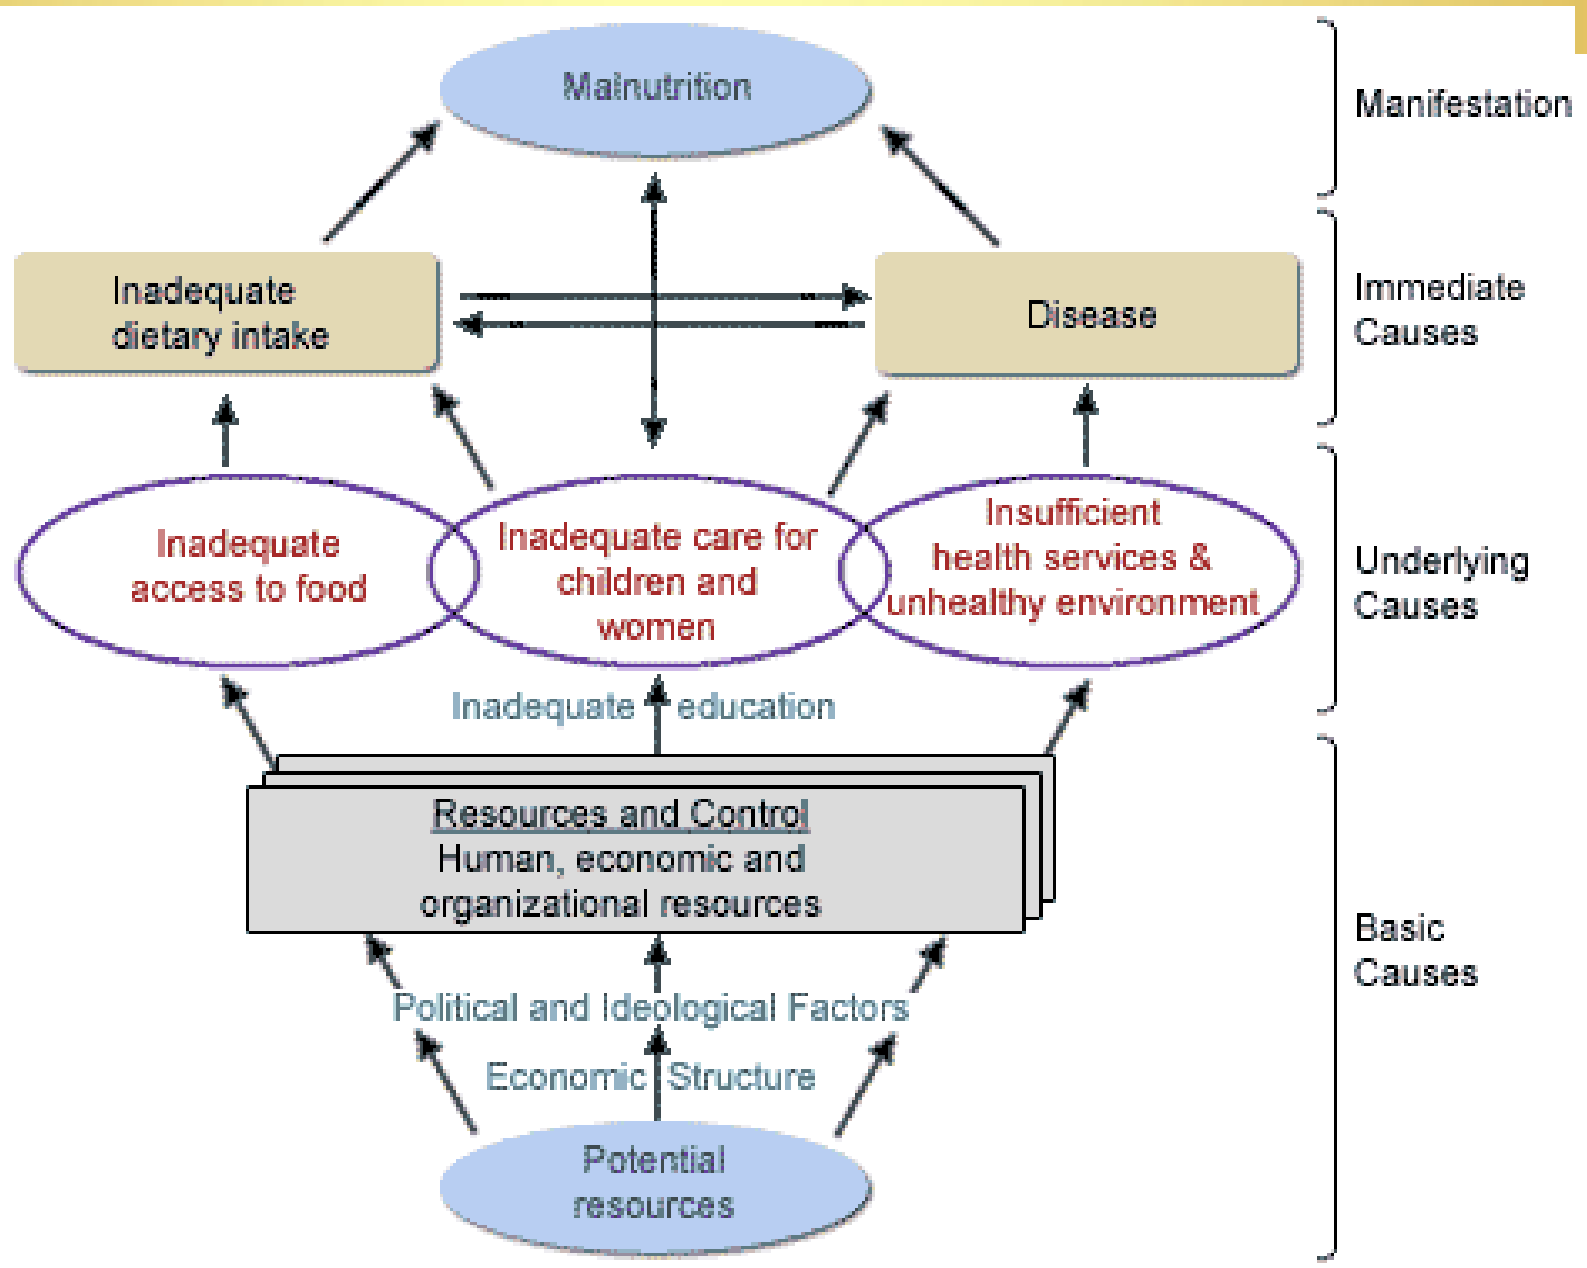 Malnutrition
Manifestation
Inadequate
dietary intake
Disease
Immediate
Causes
Inadequate
access to food
Inadequate care for
children and
women
Insufficient
health services &
unhealthy environment
Underlying
Causes
Inadequate education
Resources and Control
Human, economic and
organizational resources
Basic
Causes
Political and Ideological Factors
Economic Structure
Potential
resources